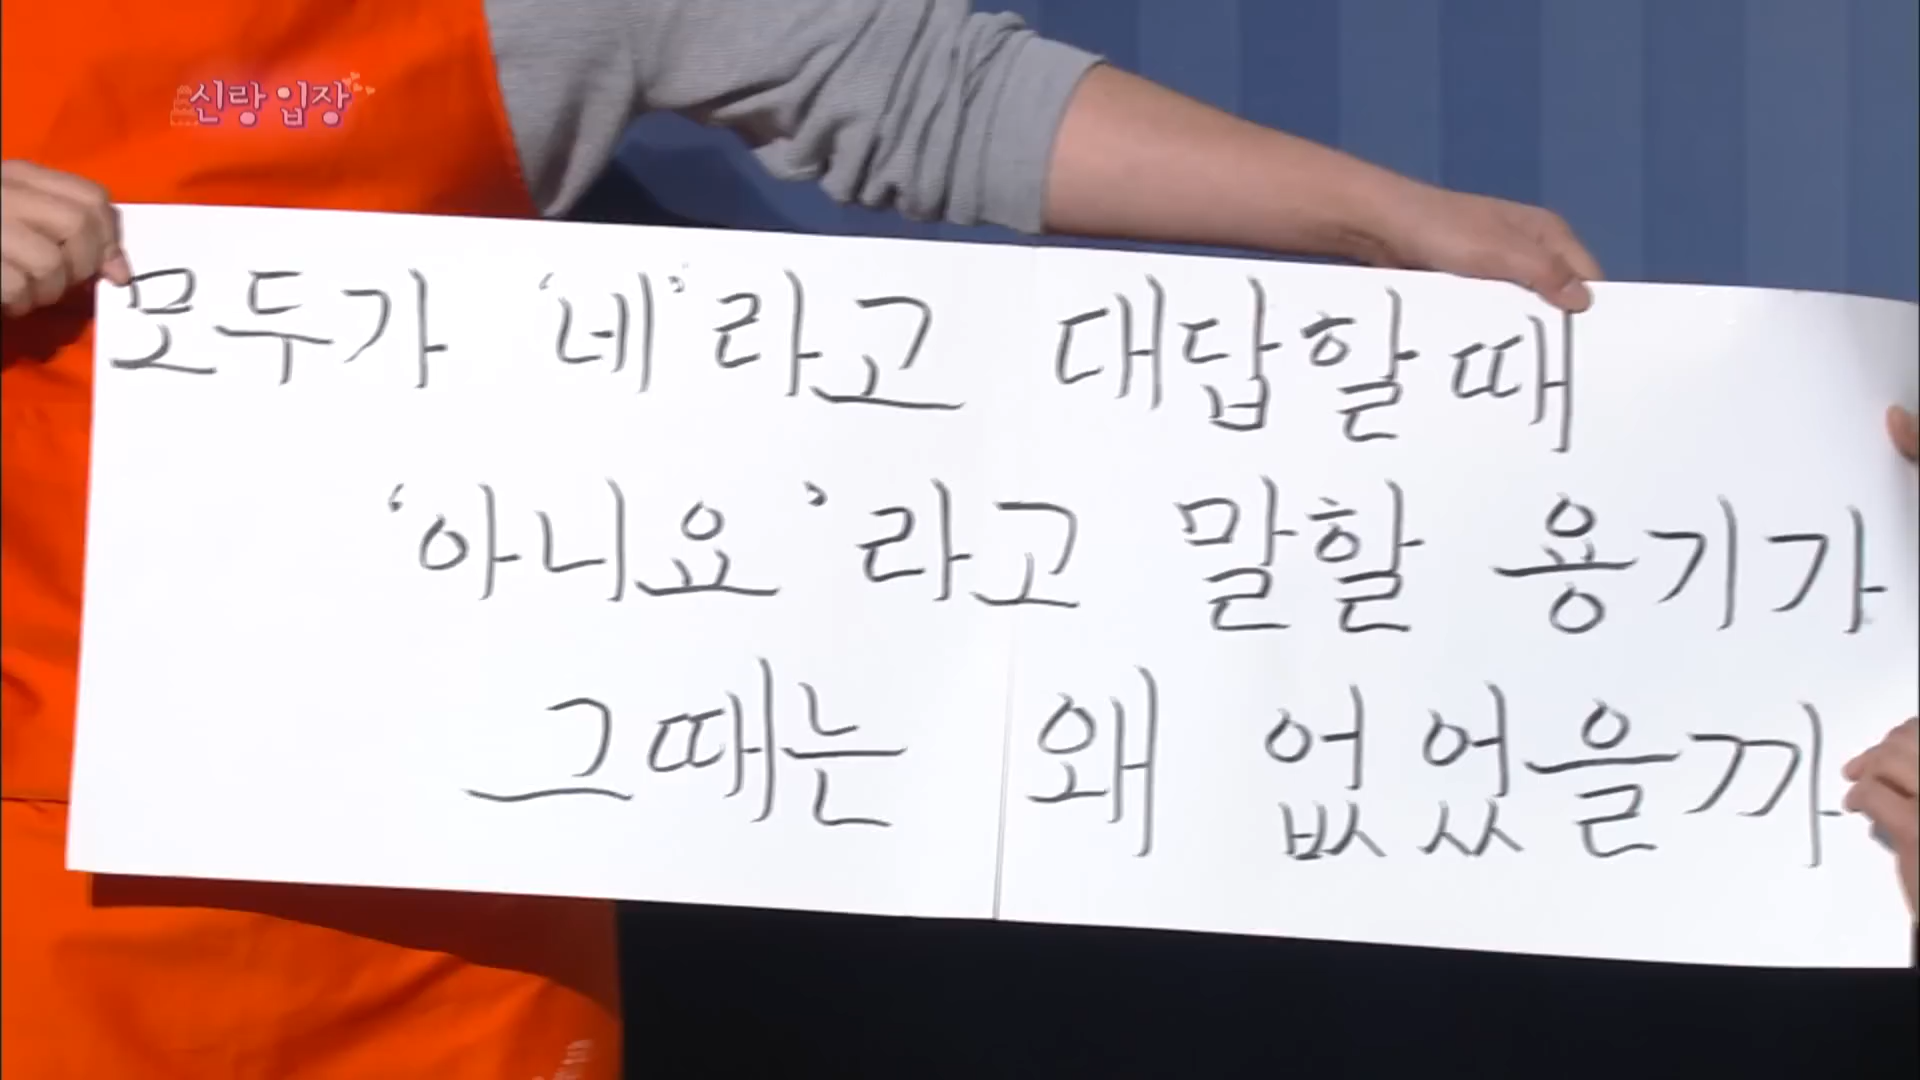 신랑 입장
모두가 ‘네’라고 대답할때
‘아니요’라고 말할 용기가
그때는 왜 없었을까